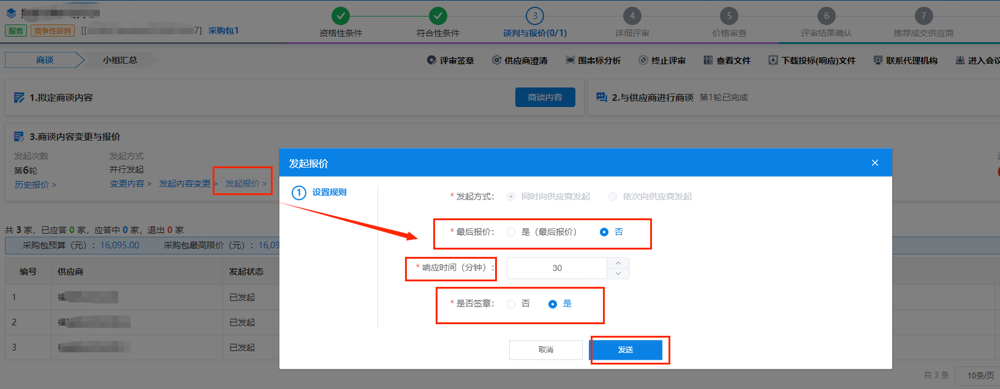 服务 竞争性谈判 [[ 7] 采购包1
资格性条件
符合性条件
3 谈判与报价(0/1)
4 详细评审
5 价格审查
6 评审结果确认
7 推荐成交供应商
商谈 小组汇总
评审签章 供应商澄清 围串标分析 终止评审 查看文件 下载投标(响应)文件 联系代理机构 进入会议
1.拟定商谈内容 商谈内容
2.与供应商进行商谈 第1轮已完成
3.商谈内容变更与报价
发起次数 发起方式
第6轮 并行发起
历史报价 > 变更内容 > 发起内容变更 > 发起报价 >
共 3 家，已应答 0 家，应答中 0 家，退出 0 家
采购包预算（元）：16,095.00 采购包最高限价（元）：16,09
编号 供应商 发起状态
1 福 已发起
2 福 已发起
3 已发起
共 3 条 10条/页
发起报价 ×
1 设置规则
*发起方式： 同时向供应商发起 依次向供应商发起
*最后报价： 是（最后报价） 否
*响应时间（分钟）： 30
*是否签章： 否 是
取消 发送